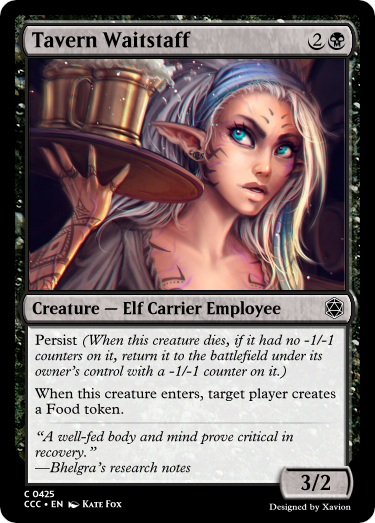 Tavern Waitstaff 2
Creature — Elf Carrier Employee
Persist (When this creature dies, if it had no -1/-1
counters on it, return it to the battlefield under its
owner's control with a -1/-1 counter on it.)
When this creature enters, target player creates
a Food token.
“A well-fed body and mind prove critical in
recovery.”
—Bhelgra's research notes
3/2
C 0425
CCC • EN Kate Fox
Designed by Xavion